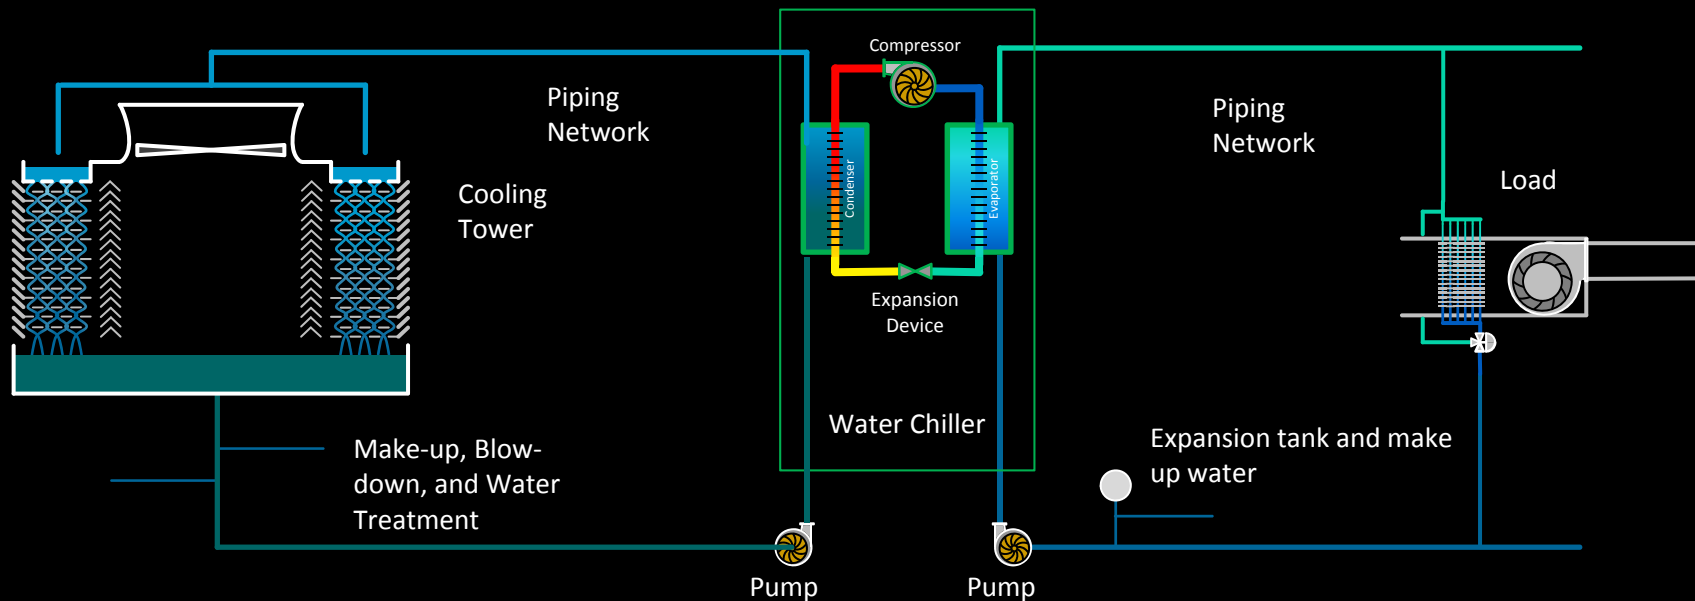 Compressor
Piping
Network
Cooling
Tower
Condenser
Evaporator
Expansion
Device
Water Chiller
Make-up, Blow-
down, and Water
Treatment
Pump
Pump
Piping
Network
Load
Expansion tank and make
up water